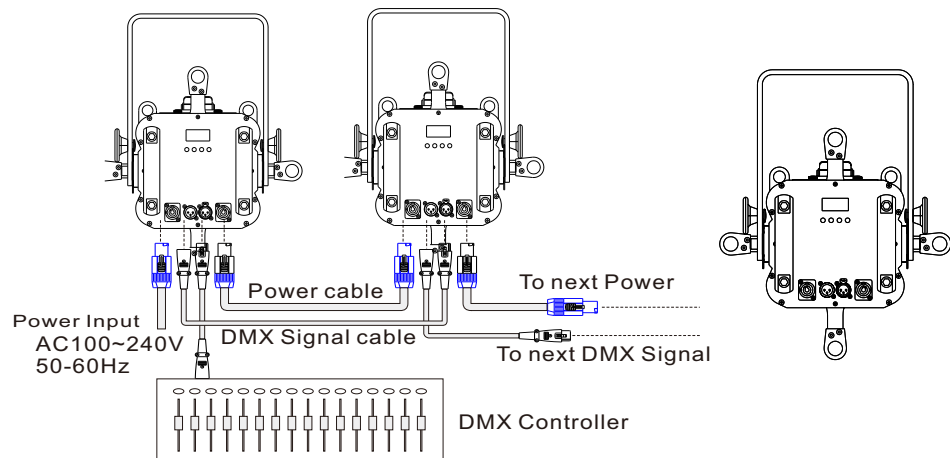 Power cable
To next Power
Power Input
AC100~240V
50-60Hz
DMX Signal cable
To next DMX Signal
DMX Controller